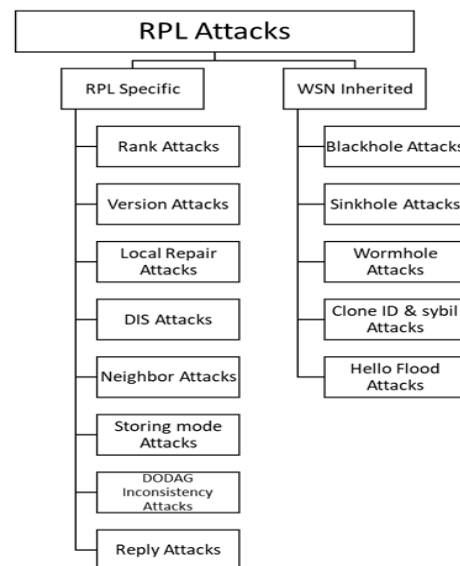 RPL Attacks
RPL Specific
Rank Attacks
Version Attacks
Local Repair
Attacks
DIS Attacks
Neighbor Attacks
Storing mode
Attacks
DODAG
Inconsistency
Attacks
Reply Attacks
WSN Inherited
Blackhole Attacks
Sinkhole Attacks
Wormhole
Attacks
Clone ID & sybil
Attacks
Hello Flood
Attacks